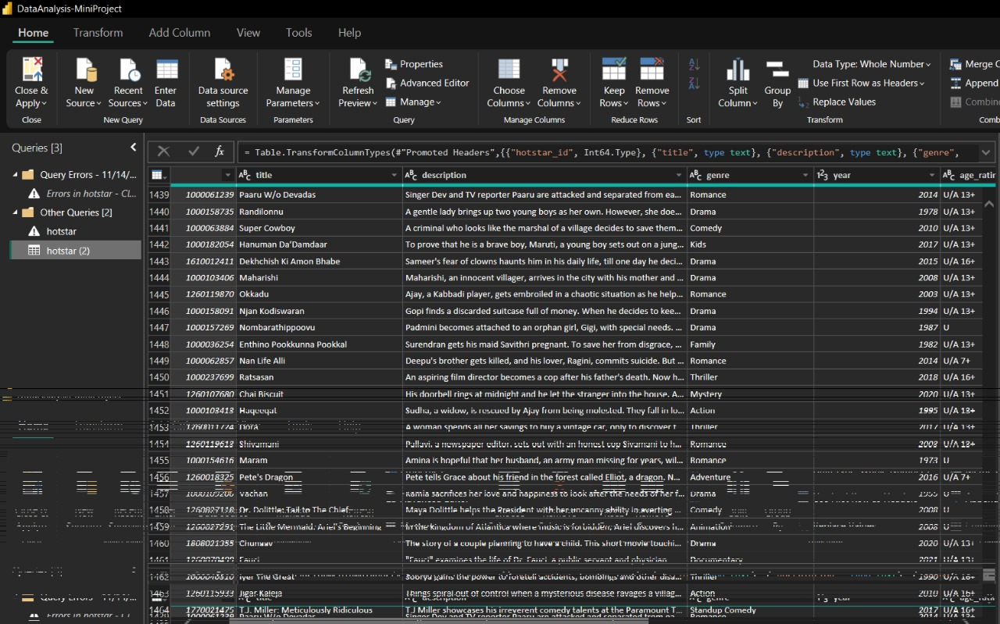 DataAnalysis-MiniProject
Home Transform Add Column View Tools Help
Close & Apply New Source Recent Sources Enter Data Data source settings Manage Parameters Refresh Preview Properties Advanced Editor Manage Choose Columns Remove Columns Keep Rows Remove Rows Split Column Group By Data Type: Whole Number Use First Row as Headers Replace Values Merge Append Combin
Close New Query Data Sources Parameters Query Manage Columns Reduce Rows Sort Transform Comb
Queries [3]
fx = Table.TransformColumnTypes(#"Promoted Headers",{{"hotstar_id", Int64.Type}, {"title", type text}, {"description", type text}, {"genre",
Query Errors - 11/14/...
Errors in hotstar - Cl...
Other Queries [2]
hotstar
hotstar (2)
ABC title ABC description ABC genre 123 year ABC age_ratin
1439 1000061239 Paaru W/o Devadas Singer Dev and TV reporter Paaru are attacked and separated from ea... Romance 2014 U/A 13+
1440 1000158735 Randilonnu A gentle lady brings up two young boys as her own. However, she doe... Drama 1978 U/A 13+
1441 1000063884 Super Cowboy A criminal who looks like the marshal of a village decides to save them... Comedy 2010 U/A 13+
1442 1000182054 Hanuman Da’Damdaar To prove that he is a brave boy, Maruti, a young boy sets out on a jung... Kids 2017 U/A 13+
1443 1610012411 Dekhchish Ki Amon Bhabe Sameer's fear of clowns haunts him in his daily life, till one day he deci... Drama 2015 U/A 16+
1444 1000103406 Maharishi Maharishi, an innocent villager, arrives in the city with his mother and ... Drama 2008 U/A 13+
1445 1260119870 Okkadu Ajay, a Kabbadi player, gets embroiled in a chaotic situation as he help... Romance 2003 U/A 13+
1446 1000158091 Njan Kodiswaran Gopi finds a discarded suitcase full of money. When he decides to kee... Drama 1994 U/A 13+
1447 1000157269 Nombarathippoovu Padmini becomes attached to an orphan girl, Gigi, with special needs. ... Drama 1987 U
1448 1000036254 Enthino Pookkunna Pookkal Surendran gets his maid Savithri pregnant. To save her from disgrace, ... Family 1982 U/A 13+
1449 1000062857 Nan Life Alli Deepu's brother gets killed, and his lover, Ragini, commits suicide. But ... Romance 2014 U/A 7+
1450 1000237699 Ratsasan An aspiring film director becomes a cop after his father's death. Now h... Thriller 2018 U/A 16+
1451 1260107680 Chai Biscuit His doorbell rings at midnight and he let the stranger into the house. A... Mystery 2020 U/A 13+
1452 1000103413 Haqeeqat Sudha, a widow, is rescued by Ajay from being molested. They fall in lo... Action 1995 U/A 13+
1453 A woman spends all her savings to buy a vintage car, only to discover t... Thriller 2017 U/A 13+
1454 1260119613 Shivamani Pallavi, a newspaper editor, sets out with an honest cop Sivamani to h... Romance 2003 U/A 13+
1455 1000154616 Maram Amina is hopeful that her husband, an army man missing for years, wil... Romance 1973 U
1456 1260018325 Pete's Dragon Pete tells Grace about his friend in the forest called Elliot, a dragon. N... Adventure 2016 U/A 7+
1457 Vachan Kamla sacrifices her love and happiness to look after the needs of her f... Drama U
1458 Dr. Dolittle: Tail to The Chief Maya Dolittle helps the President with her uncanny ability in averting ... Comedy 2008 U
1459 1260027291 The Little Mermaid: Ariel's Beginning In the kingdom of Atlantica where music is forbidden, Ariel discovers h... Animation 2008 U
1460 1808021355 Chunaav The story of a couple planning to have a child. This short movie touchi... Drama 2020 U/A 13+
1461 Fauci "Fauci" examines the life of Dr. Fauci, a public servant and physician Documentary 2021 U/A 13+
1462 Iyer The Great Soorya gains the power to foretell accidents, bombings and other disa... Thriller 1990 U/A 16+
1463 1260115933 Jigar Kaleja Things spiral out of control when a mysterious disease ravages a villag... Action 2010 U/A 16+
1464 1770021475 T.J. Miller: Meticulously Ridiculous T.J Miller showcases his irreverent comedy talents at the Paramount T... Standup Comedy 2017 U/A 16+